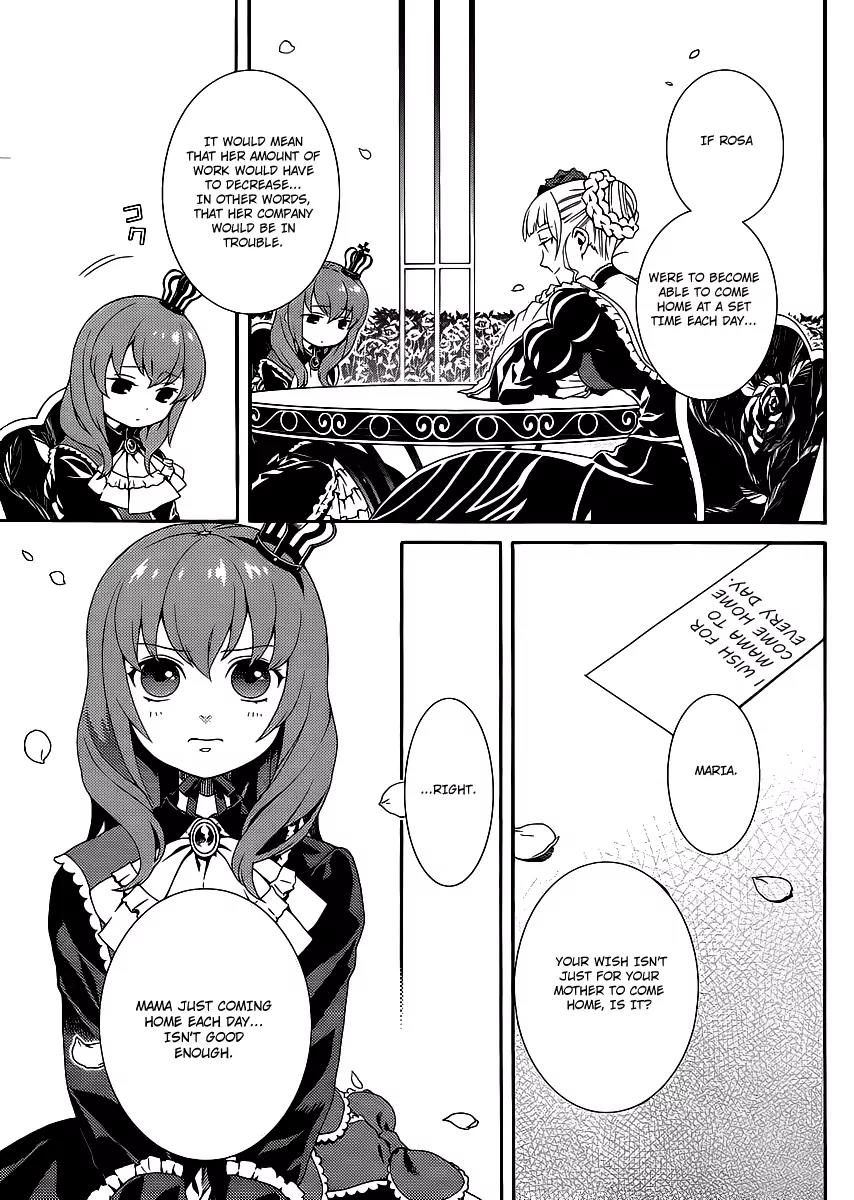 IF ROSA
WERE TO BECOME
ABLE TO COME
HOME AT A SET
TIME EACH DAY...
IT WOULD MEAN
THAT HER AMOUNT OF
WORK WOULD HAVE
TO DECREASE...
IN OTHER WORDS,
THAT HER COMPANY
WOULD BE IN
TROUBLE.
コク
I WISH FOR
MAMA TO
COME HOME
EVERY DAY.
MARIA.
YOUR WISH ISN'T
JUST FOR YOUR
MOTHER TO COME
HOME, IS IT?
...RIGHT.
MAMA JUST COMING
HOME EACH DAY...
ISN'T GOOD
ENOUGH.